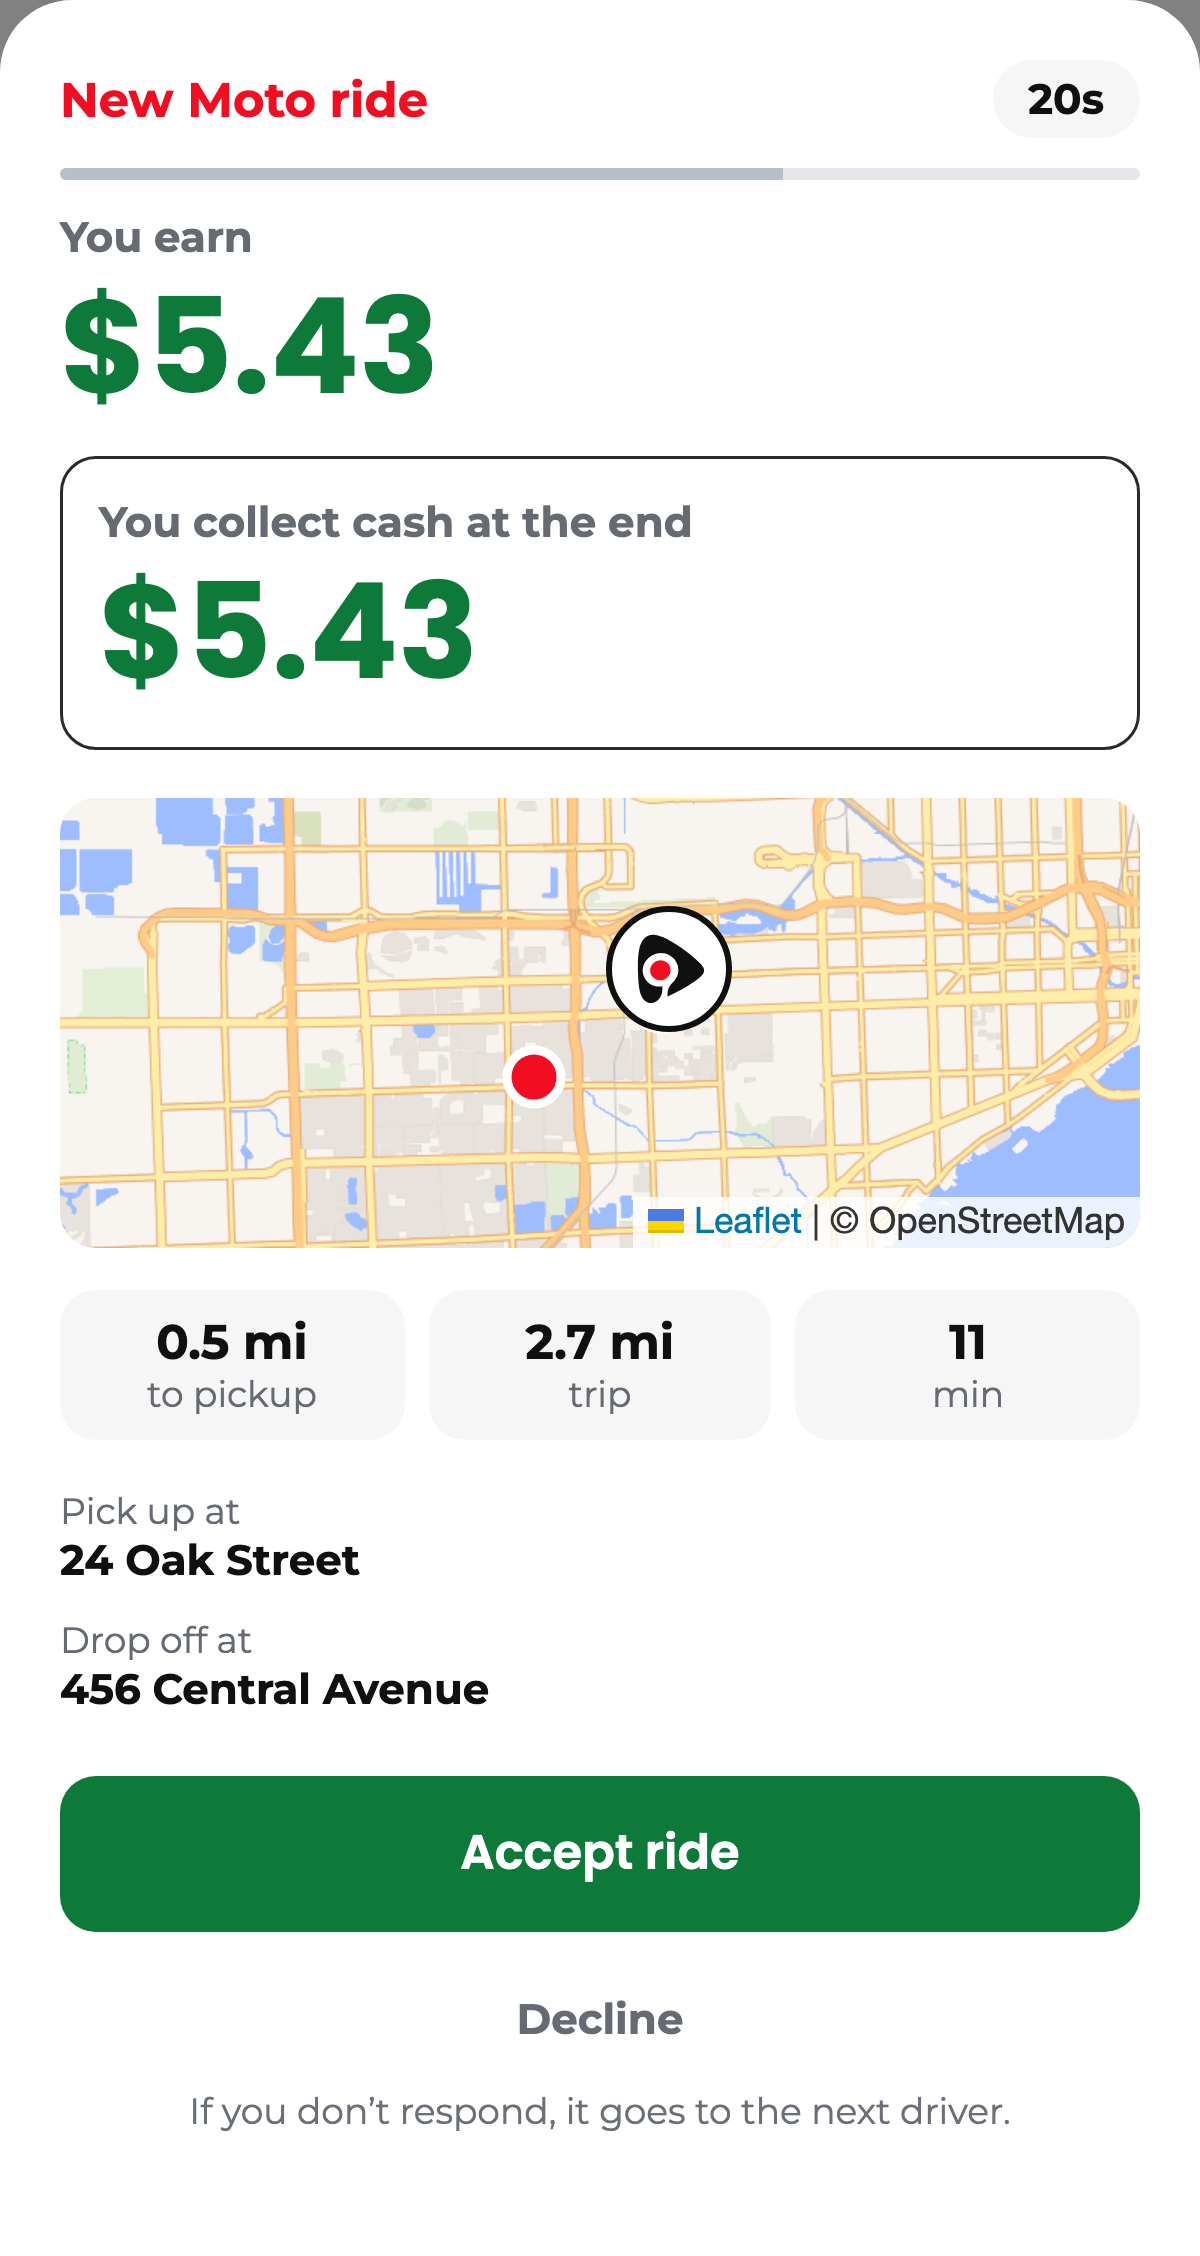 New Moto ride
20s
You earn
$5.43
You collect cash at the end
$5.43
Leaflet | © OpenStreetMap
0.5 mi
to pickup
2.7 mi
trip
11
min
Pick up at
24 Oak Street
Drop off at
456 Central Avenue
Accept ride
Decline
If you don’t respond, it goes to the next driver.